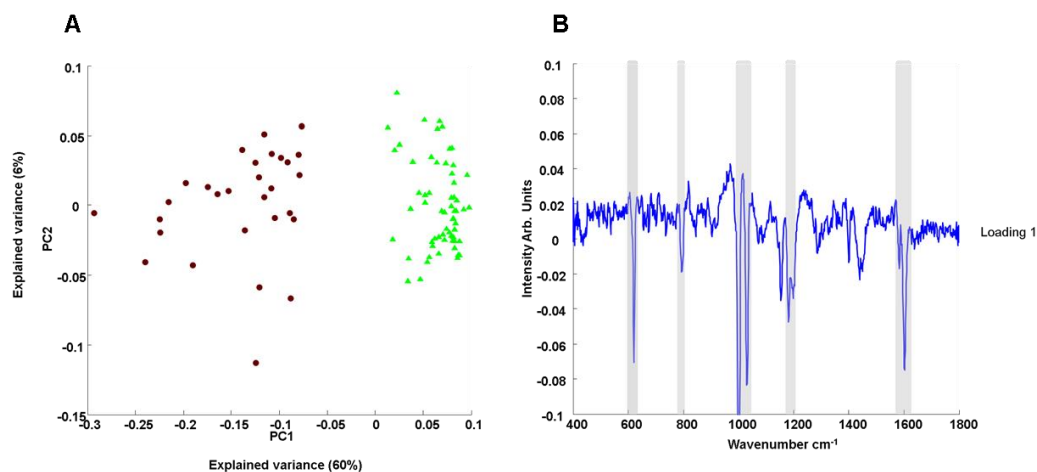 A
B
0.1
0.05
0
-0.05
-0.1
-0.15
Explained variance (6%)
PC2
-0.3 -0.25 -0.2 -0.15 -0.1 -0.05 0 0.05 0.1
PC1
Explained variance (60%)
0.1
0.08
0.06
0.04
0.02
0
-0.02
-0.04
-0.06
-0.08
-0.1
Intensity Arb. Units
400 600 800 1000 1200 1400 1600 1800
Wavenumber cm-1
Loading 1